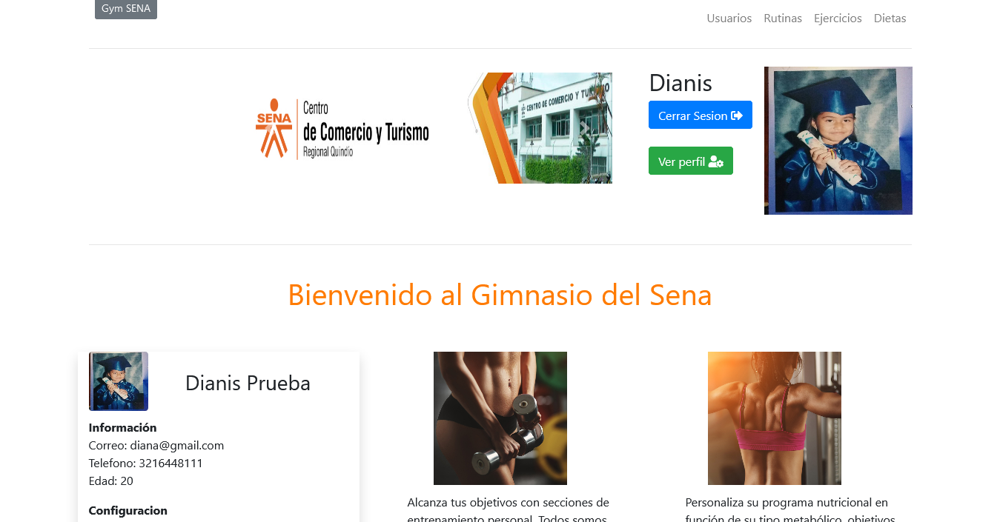 Gym SENA
Usuarios Rutinas Ejercicios Dietas
SENA
Centro
de Comercio y Turismo
Regional Quindío
CENTRO DE COMERCIO Y TURISMO
Dianis
Cerrar Sesion
Ver perfil
Bienvenido al Gimnasio del Sena
Dianis Prueba
Información
Correo: diana@gmail.com
Telefono: 3216448111
Edad: 20
Configuracion
Alcanza tus objetivos con secciones de
entrenamiento personal. Todos somos
Personaliza su programa nutricional en
función de su tipo metabólico, objetivos